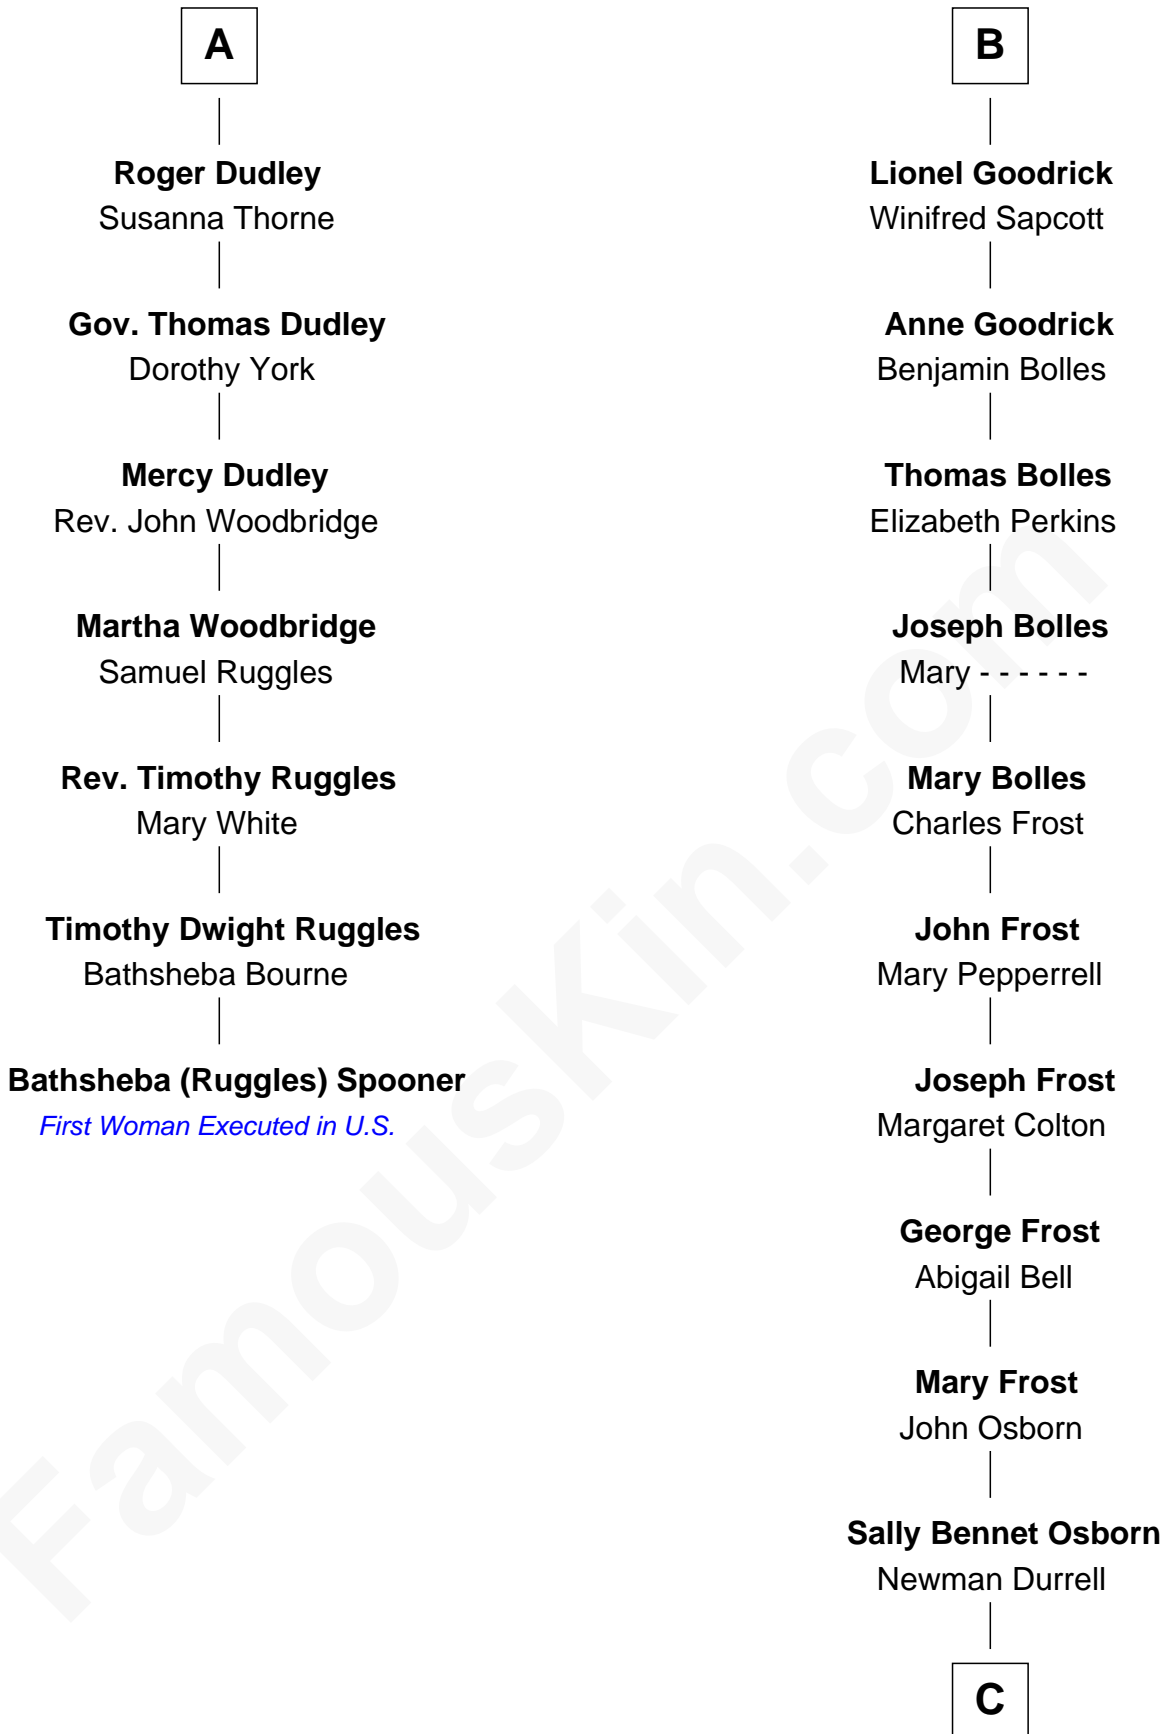 A
Roger Dudley
Susanna Thorne
Gov. Thomas Dudley
Dorothy York
Mercy Dudley
Rev. John Woodbridge
Martha Woodbridge
Samuel Ruggles
Rev. Timothy Ruggles
Mary White
Timothy Dwight Ruggles
Bathsheba Bourne
Bathsheba (Ruggles) Spooner
First Woman Executed in U.S.
B
Lionel Goodrick
Winifred Sapcott
Anne Goodrick
Benjamin Bolles
Thomas Bolles
Elizabeth Perkins
Joseph Bolles
Mary - - - - - -
Mary Bolles
Charles Frost
John Frost
Mary Pepperrell
Joseph Frost
Margaret Colton
George Frost
Abigail Bell
Mary Frost
John Osborn
Sally Bennet Osborn
Newman Durrell
C
FamousKin.com